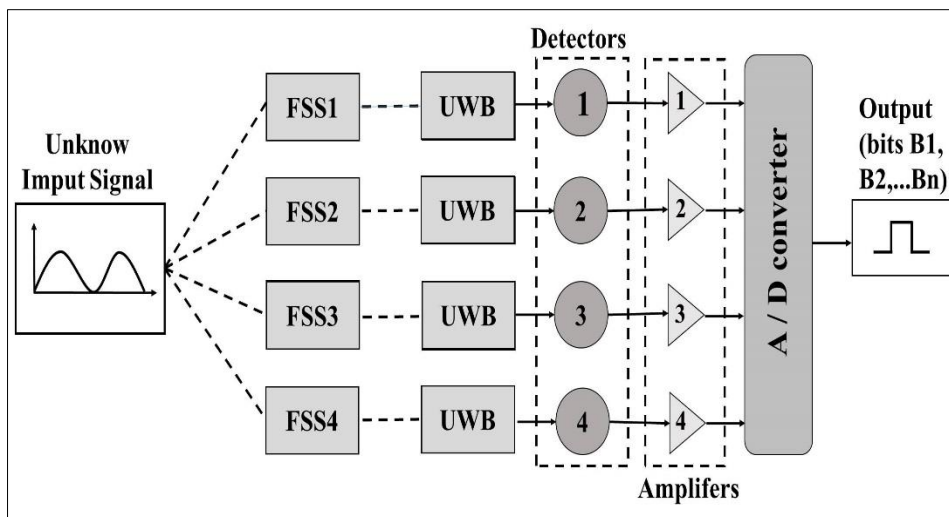 Detectors
Unknow
Imput Signal
FSS1
UWB
1
1
FSS2
UWB
2
2
FSS3
UWB
3
3
FSS4
UWB
4
4
Amplifers
A / D converter
Output
(bits B1,
B2,...Bn)